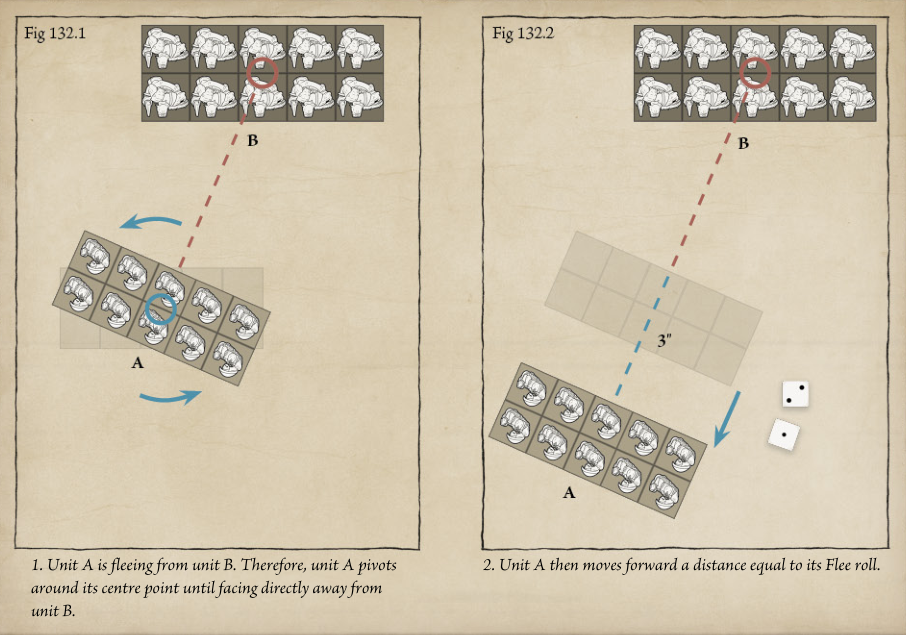 Fig 132.1
B
A
1. Unit A is fleeing from unit B. Therefore, unit A pivots
around its centre point until facing directly away from
unit B.
Fig 132.2
B
3"
A
2. Unit A then moves forward a distance equal to its Flee roll.